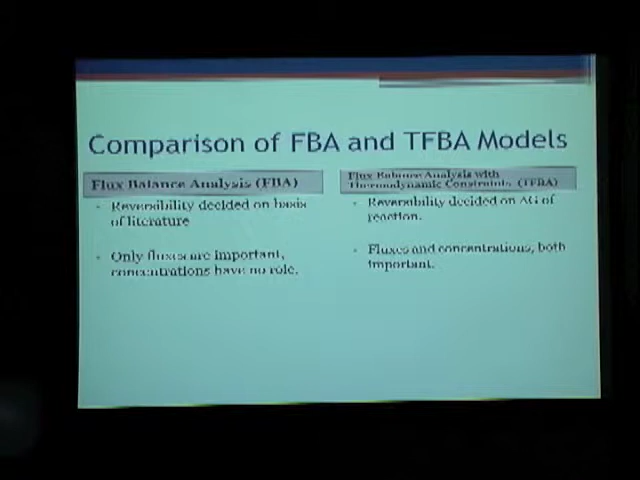 Comparison of FBA and TFBA Models
Flux Balance Analysis (FBA)
• Reversibility decided on basis
of literature
• Only fluxes are important,
concentrations have no role.
Flux Balance Analysis with
Thermodynamic Constraints (TFBA)
• Reversibility decided on ΔG of
reaction.
• Fluxes and concentrations, both
important.